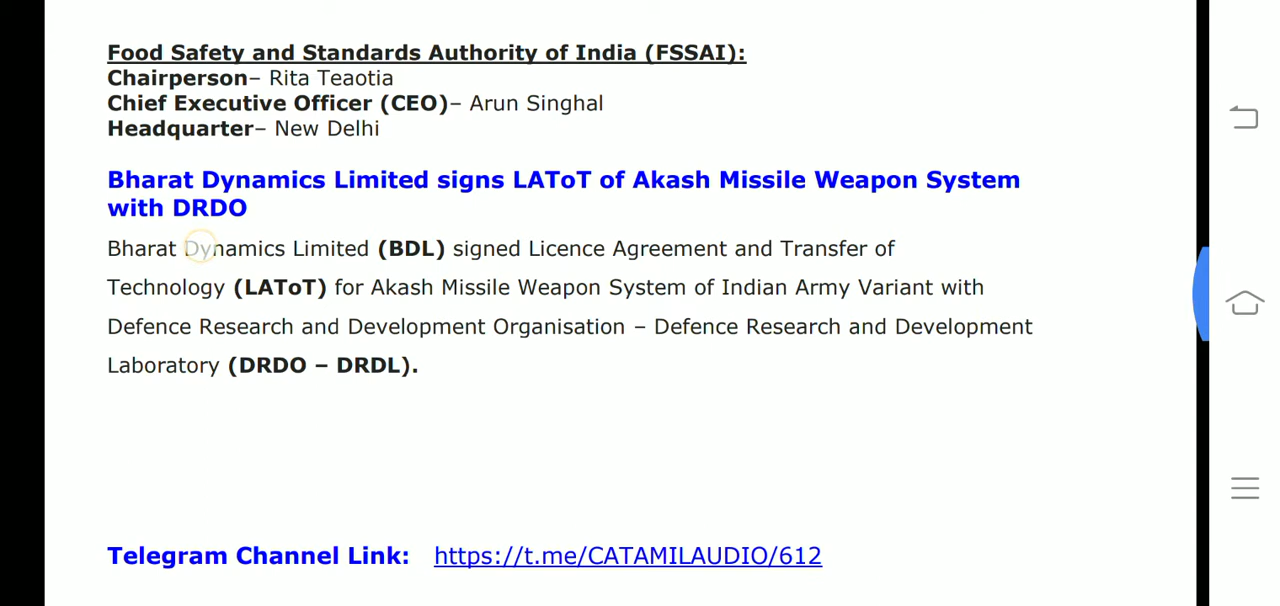 Food Safety and Standards Authority of India (FSSAI):
Chairperson– Rita Teaotia
Chief Executive Officer (CEO)– Arun Singhal
Headquarter– New Delhi
Bharat Dynamics Limited signs LAToT of Akash Missile Weapon System
with DRDO
Bharat Dynamics Limited (BDL) signed Licence Agreement and Transfer of
Technology (LAToT) for Akash Missile Weapon System of Indian Army Variant with
Defence Research and Development Organisation – Defence Research and Development
Laboratory (DRDO – DRDL).
Telegram Channel Link: https://t.me/CATAMILAUDIO/612